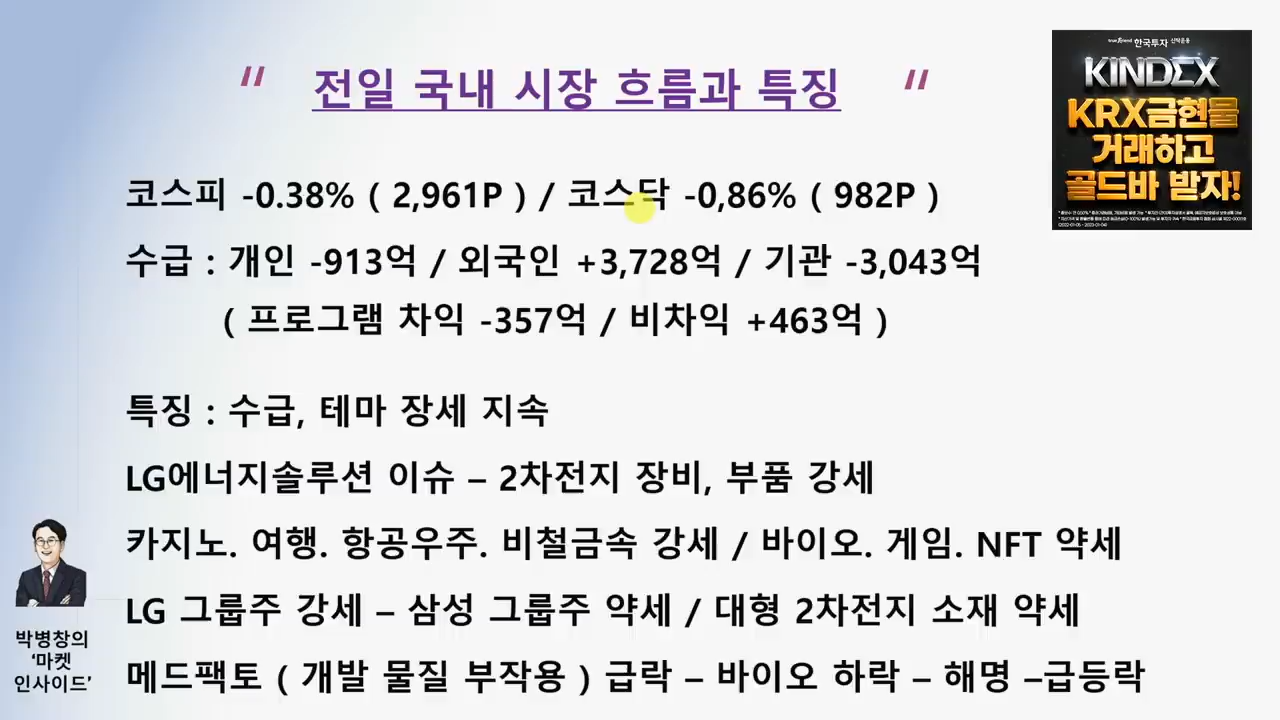 “ 전일 국내 시장 흐름과 특징 “
한국투자 신탁운용
KINDEX
KRX금현물
거래하고
골드바 받자!
코스피 -0.38% ( 2,961P ) / 코스닥 -0,86% ( 982P )
수급 : 개인 -913억 / 외국인 +3,728억 / 기관 -3,043억
( 프로그램 차익 -357억 / 비차익 +463억 )
특징 : 수급, 테마 장세 지속
LG에너지솔루션 이슈 – 2차전지 장비, 부품 강세
카지노. 여행. 항공우주. 비철금속 강세 / 바이오. 게임. NFT 약세
LG 그룹주 강세 – 삼성 그룹주 약세 / 대형 2차전지 소재 약세
메드팩토 ( 개발 물질 부작용 ) 급락 – 바이오 하락 – 해명 –급등락
박병창의
‘마켓
인사이드’